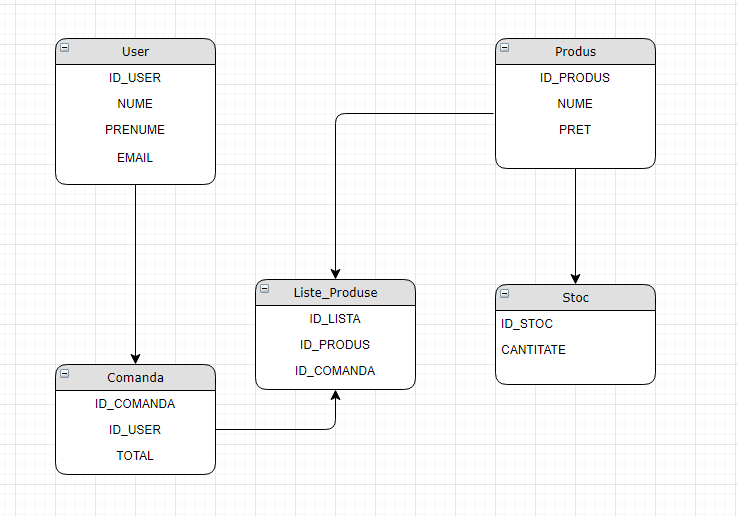 User
ID_USER
NUME
PRENUME
EMAIL
Produs
ID_PRODUS
NUME
PRET
Liste_Produse
ID_LISTA
ID_PRODUS
ID_COMANDA
Stoc
ID_STOC
CANTITATE
Comanda
ID_COMANDA
ID_USER
TOTAL